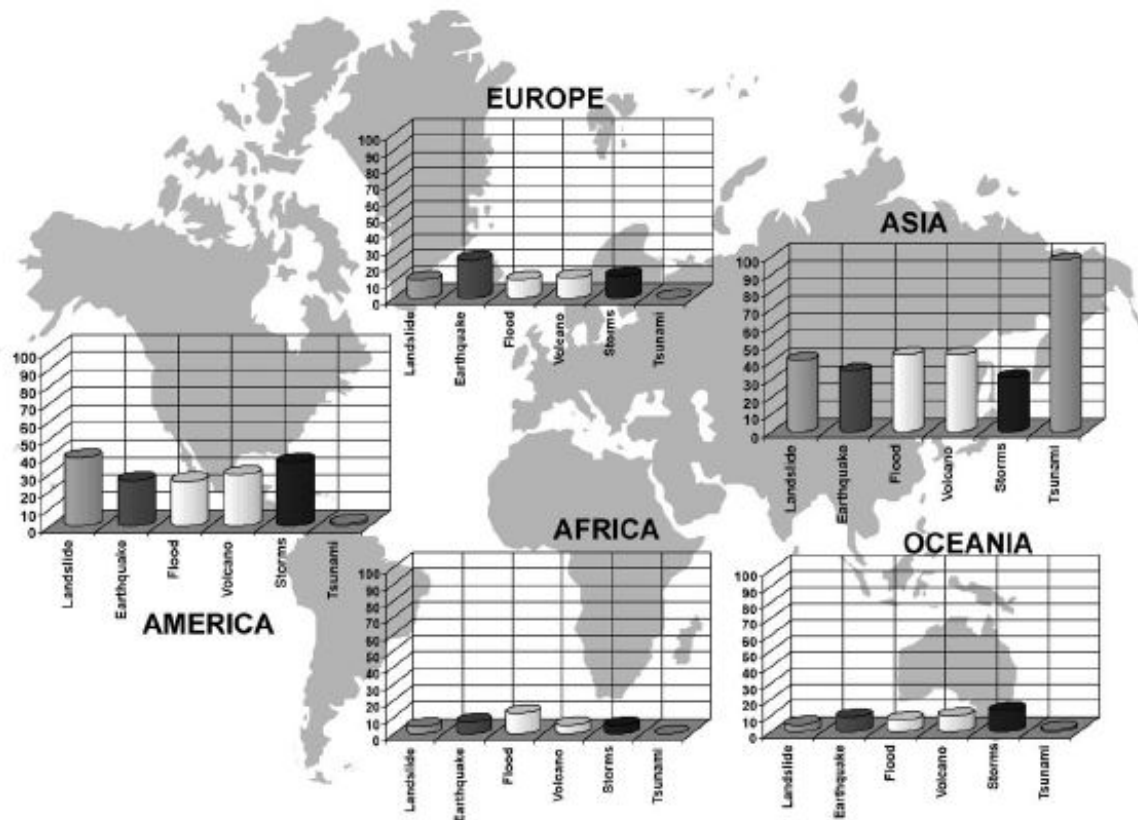 EUROPE
100
90
80
70
60
50
40
30
20
10
0
Landslide
Earthquake
Flood
Volcano
Storms
Tsunami
ASIA
100
90
80
70
60
50
40
30
20
10
0
Landslide
Earthquake
Flood
Volcano
Storms
Tsunami
100
90
80
70
60
50
40
30
20
10
0
Landslide
Earthquake
Flood
Volcano
Storms
Tsunami
AMERICA
AFRICA
100
90
80
70
60
50
40
30
20
10
0
Landslide
Earthquake
Flood
Volcano
Storms
Tsunami
OCEANIA
100
90
80
70
60
50
40
30
20
10
0
Landslide
Earthquake
Flood
Volcano
Storms
Tsunami